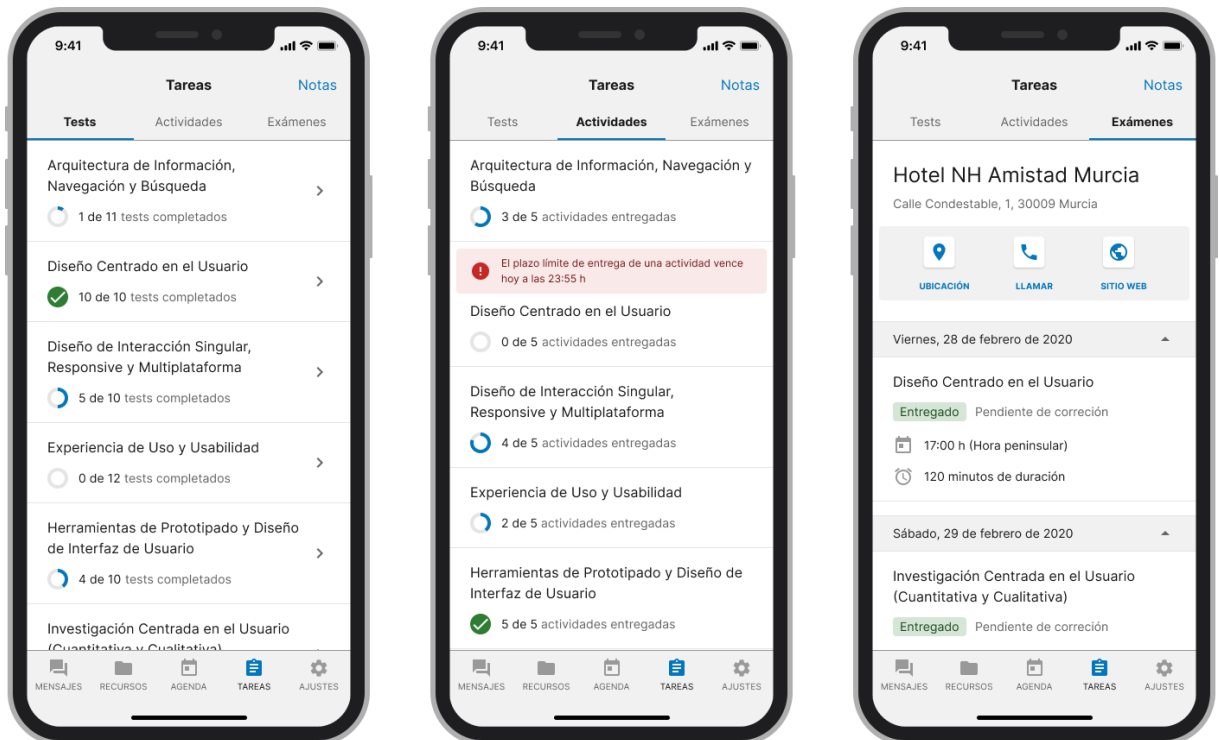 9:41
Tareas
Notas
Tests
Actividades
Exámenes
Arquitectura de Información,
Navegación y Búsqueda
1 de 11 tests completados
Diseño Centrado en el Usuario
10 de 10 tests completados
Diseño de Interacción Singular,
Responsive y Multiplataforma
5 de 10 tests completados
Experiencia de Uso y Usabilidad
0 de 12 tests completados
Herramientas de Prototipado y Diseño
de Interfaz de Usuario
4 de 10 tests completados
Investigación Centrada en el Usuario
(Cuantitativa y Cualitativa)
MENSAJES
RECURSOS
AGENDA
TAREAS
AJUSTES
9:41
Tareas
Notas
Tests
Actividades
Exámenes
Arquitectura de Información, Navegación y
Búsqueda
3 de 5 actividades entregadas
El plazo límite de entrega de una actividad vence
hoy a las 23:55 h
Diseño Centrado en el Usuario
0 de 5 actividades entregadas
Diseño de Interacción Singular,
Responsive y Multiplataforma
4 de 5 actividades entregadas
Experiencia de Uso y Usabilidad
2 de 5 actividades entregadas
Herramientas de Prototipado y Diseño de
Interfaz de Usuario
5 de 5 actividades entregadas
MENSAJES
RECURSOS
AGENDA
TAREAS
AJUSTES
9:41
Tareas
Notas
Tests
Actividades
Exámenes
Hotel NH Amistad Murcia
Calle Condestable, 1, 30009 Murcia
UBICACIÓN
LLAMAR
SITIO WEB
Viernes, 28 de febrero de 2020
Diseño Centrado en el Usuario
Entregado Pendiente de correción
17:00 h (Hora peninsular)
120 minutos de duración
Sábado, 29 de febrero de 2020
Investigación Centrada en el Usuario
(Cuantitativa y Cualitativa)
Entregado Pendiente de correción
MENSAJES
RECURSOS
AGENDA
TAREAS
AJUSTES